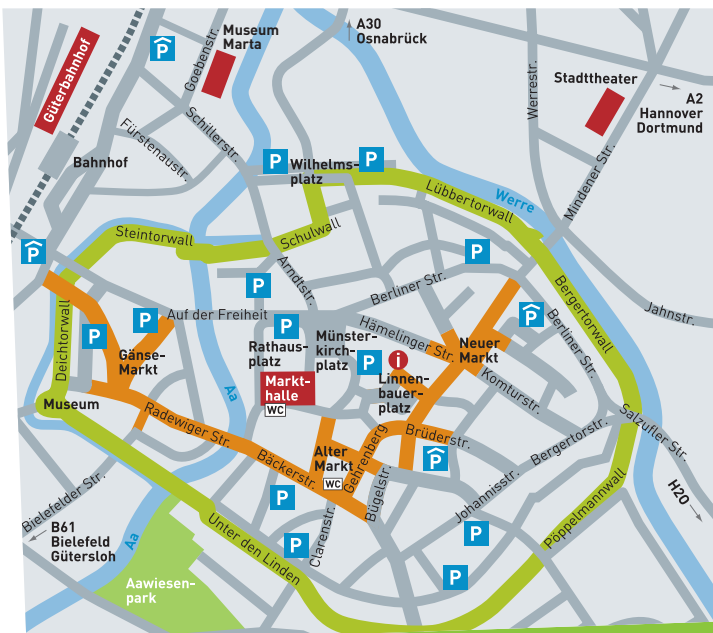 A30
Osnabrück
Museum
Marta
Goebenstr.
P
Güterbahnhof
Stadttheater
Werrestr.
A2
Hannover
Dortmund
Schillerstr.
Fürstenaustr.
Bahnhof
P
Wilhelms-
platz
P
Lübbertorwall
Werre
Mindener Str.
Steintorwall
Schulwall
P
P
Arndtstr.
P
Berliner Str.
Bergertorwall
Jahnstr.
Deichtorwall
P
P
Auf der Freiheit
P
Hämelinger Str.
P
Berliner Str.
Gänse-
Markt
Rathaus-
platz
Münster-
kirch-
platz
P
i
Neuer
Markt
Linnen-
bauer-
platz
Komturstr.
Aa
Markt-
halle
WC
Museum
Radewiger Str.
Bäckerstr.
Alter
Markt
WC
Gehrenberg
Brüderstr.
P
Bergertorstr.
Salzufler Str.
H20
Bielefelder Str.
B61
Bielefeld
Gütersloh
Aa
P
Bügelstr.
Johannisstr.
Pöppelmannwall
Unter den Linden
P
Clarenstr.
P
P
Aawiesen-
park